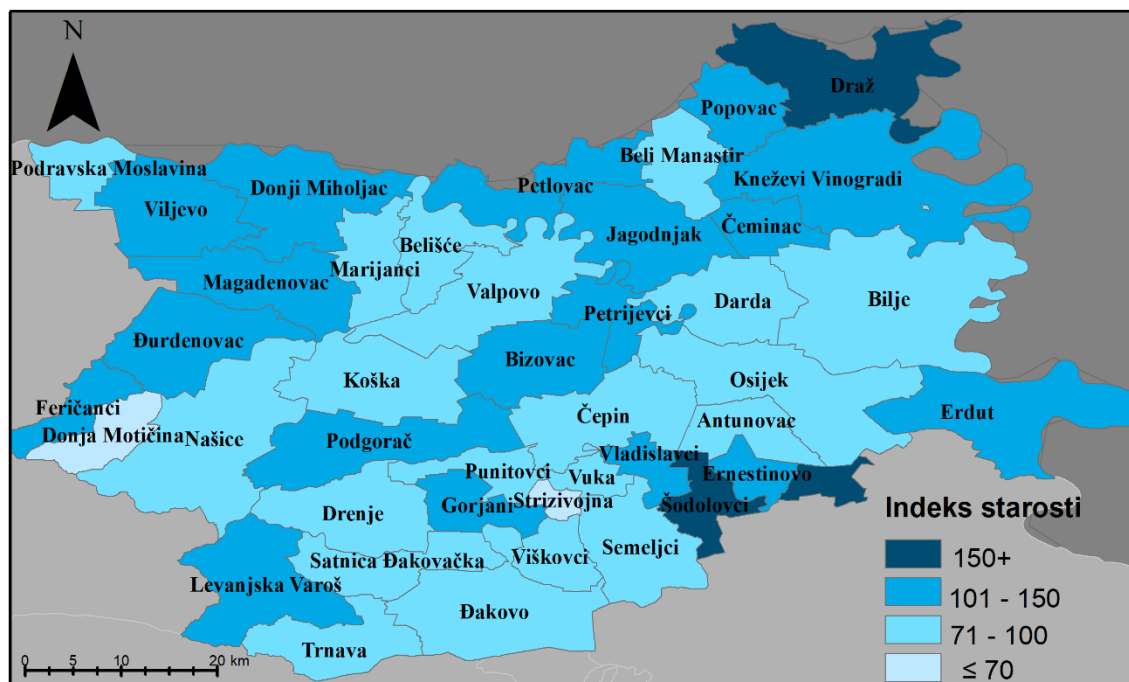 N
Draž
Popovac
Podravska Moslavina
Beli Manastir
Donji Miholjac
Petlovac
Kneževi Vinogradi
Viljevo
Čeminac
Jagodnjak
Belišće
Marijanci
Magadenovac
Valpovo
Darda
Bilje
Petrijevci
Đurđenovac
Bizovac
Koška
Osijek
Feričanci
Čepin
Erdut
Donja Motičina
Našice
Podgorač
Antunovac
Vladislavci
Punitovci
Vuka
Ernestinovo
Gorjani
Strizivojna
Šodolovci
Drenje
Semeljci
Satnica Đakovačka
Viškovci
Levanjska Varoš
Đakovo
Trnava
Indeks starosti
150+
101 - 150
71 - 100
≤ 70
0 5 10 20 km